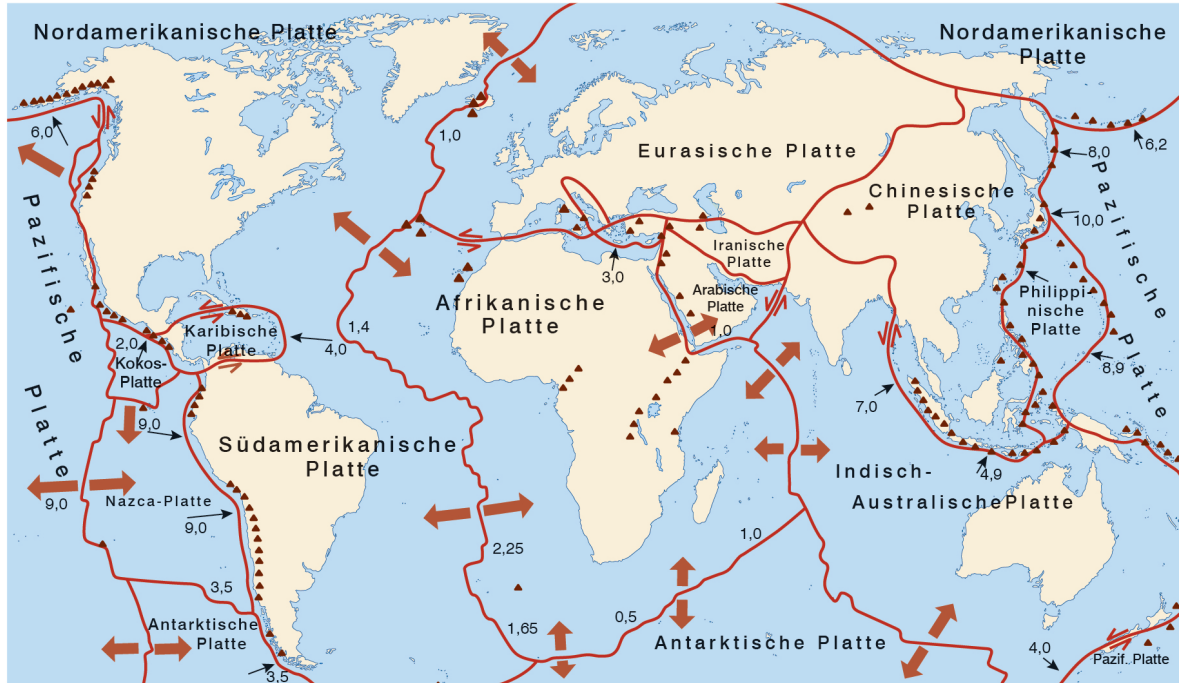 Nordamerikanische Platte
Nordamerikanische
Platte
6,0
1,0
6,2
8,0
Eurasische Platte
Chinesische
Platte
10,0
Pazifische
Platte
Pazifische
Platte
3,0
Iranische
Platte
Arabische
Platte
1,0
Philippi-
nische
Platte
Afrikanische
Platte
1,4
Karibische
Platte
4,0
2,0
Kokos-
Platte
8,9
7,0
9,0
Südamerikanische
Platte
4,9
Indisch-
Australische Platte
9,0
Nazca-Platte
9,0
2,25
1,0
3,5
1,65
0,5
Antarktische
Platte
Antarktische Platte
3,5
4,0
Pazif. Platte